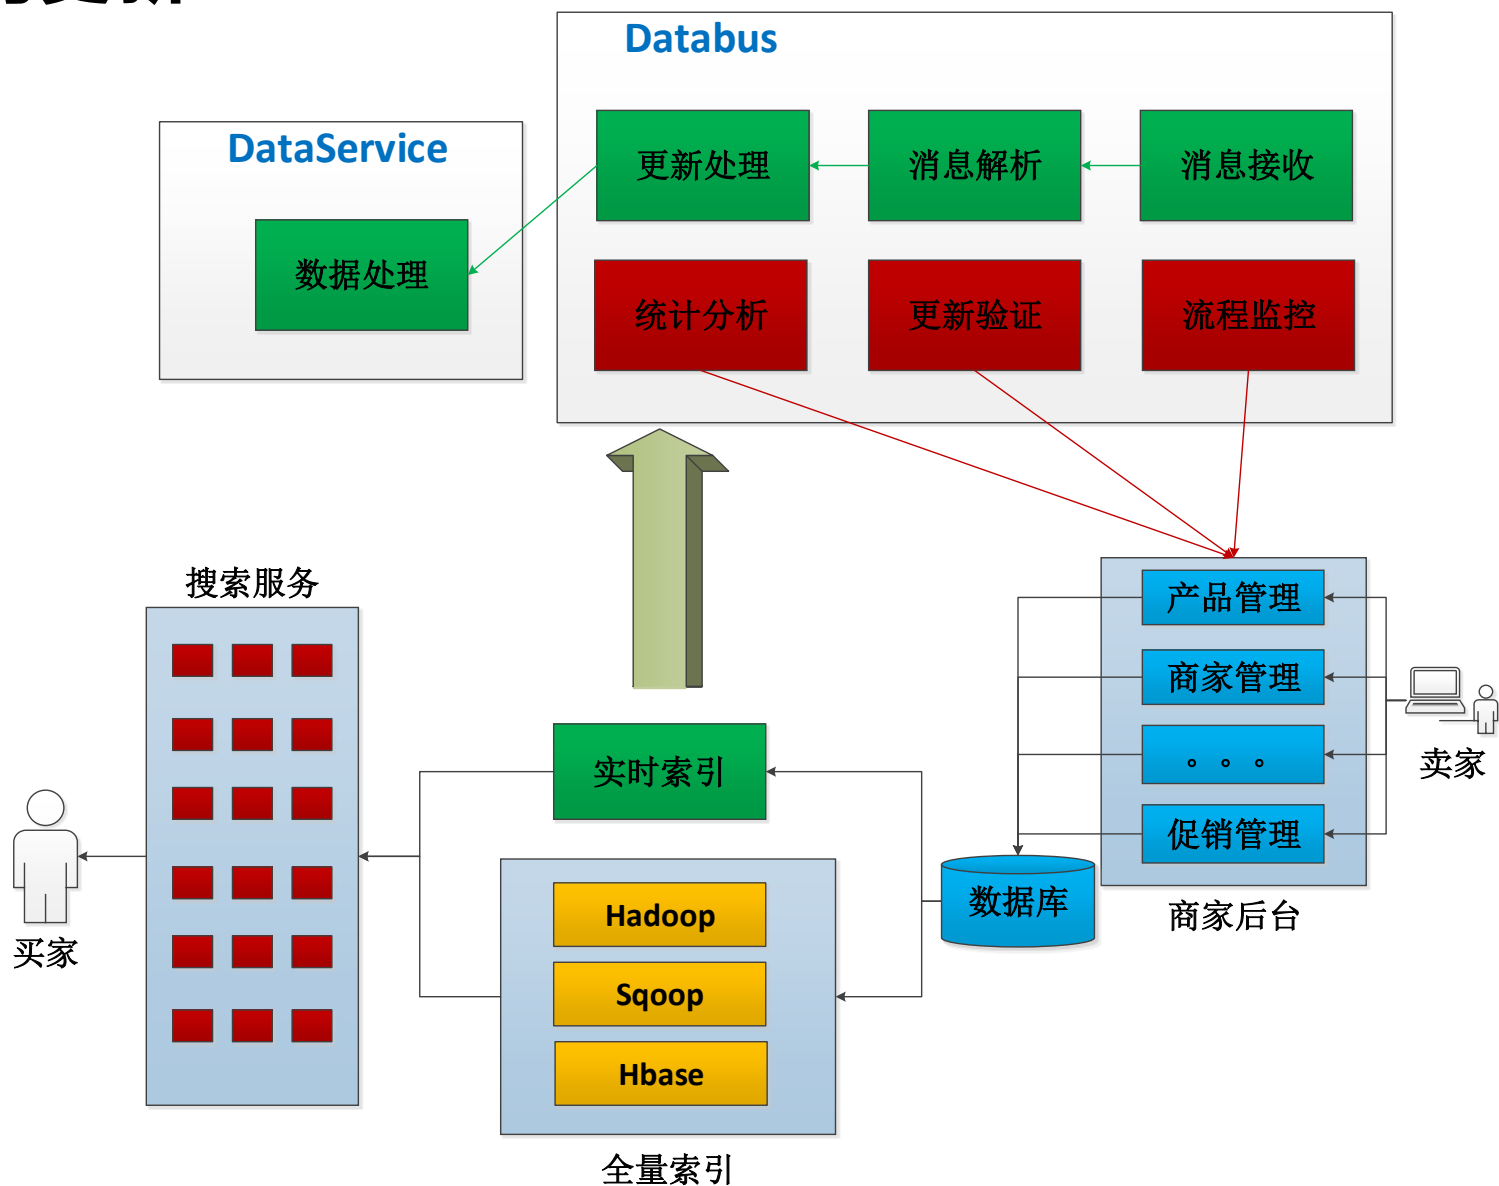 Databus
DataService
更新处理
消息解析
消息接收
数据处理
统计分析
更新验证
流程监控
搜索服务
产品管理
商家管理
。。。
促销管理
卖家
实时索引
数据库
商家后台
买家
Hadoop
Sqoop
Hbase
全量索引